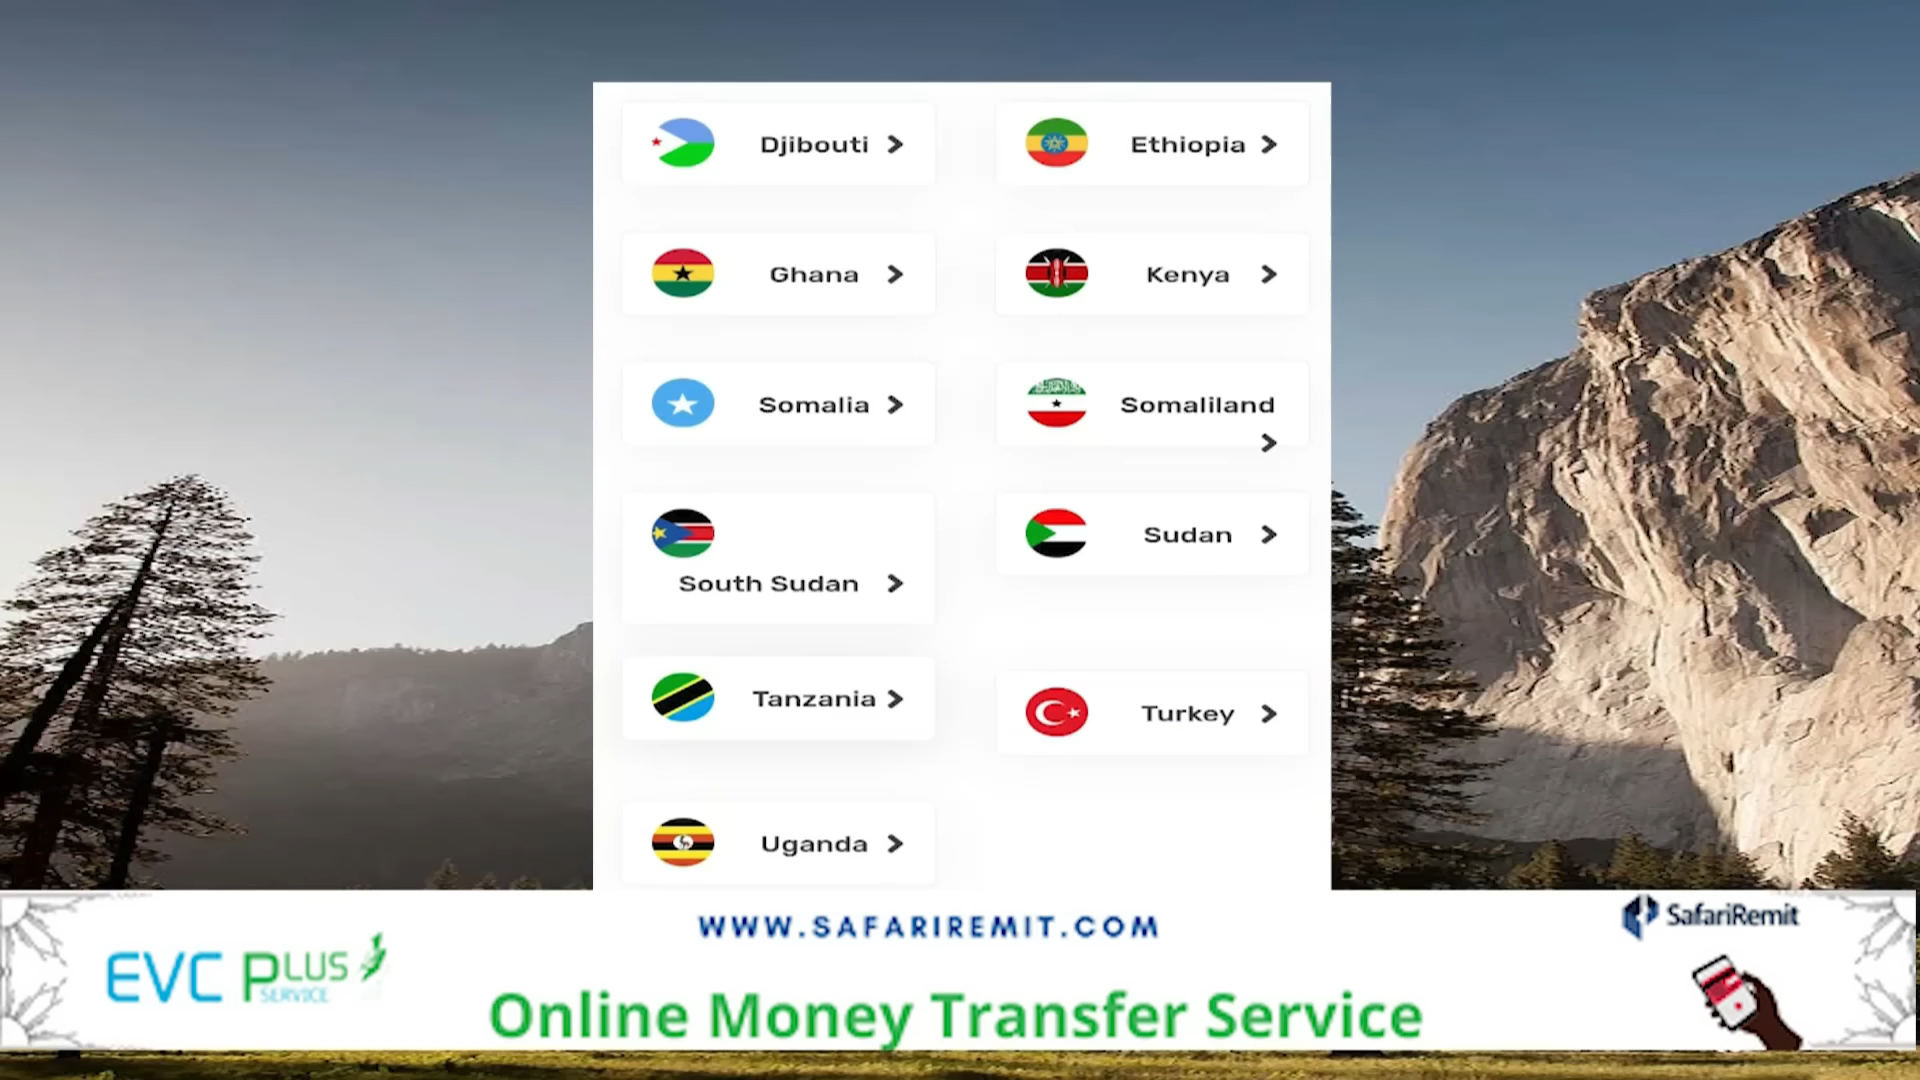 Djibouti
Ethiopia
Ghana
Kenya
Somalia
Somaliland
South Sudan
Sudan
Tanzania
Turkey
Uganda
WWW.SAFARIREMIT.COM
SafariRemit
EVC PLUS
SERVICE
Online Money Transfer Service